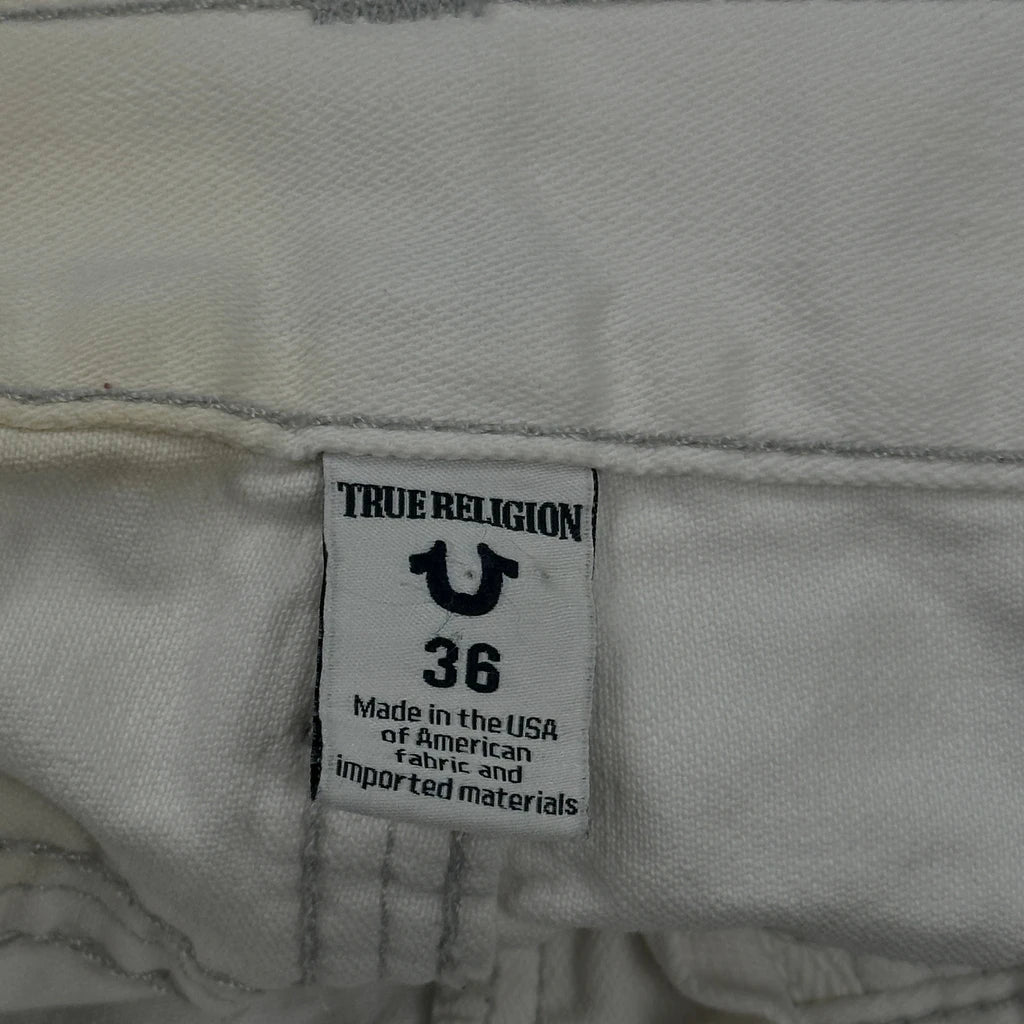 TRUE RELIGION
36
Made in the USA
of American
fabric and
imported materials